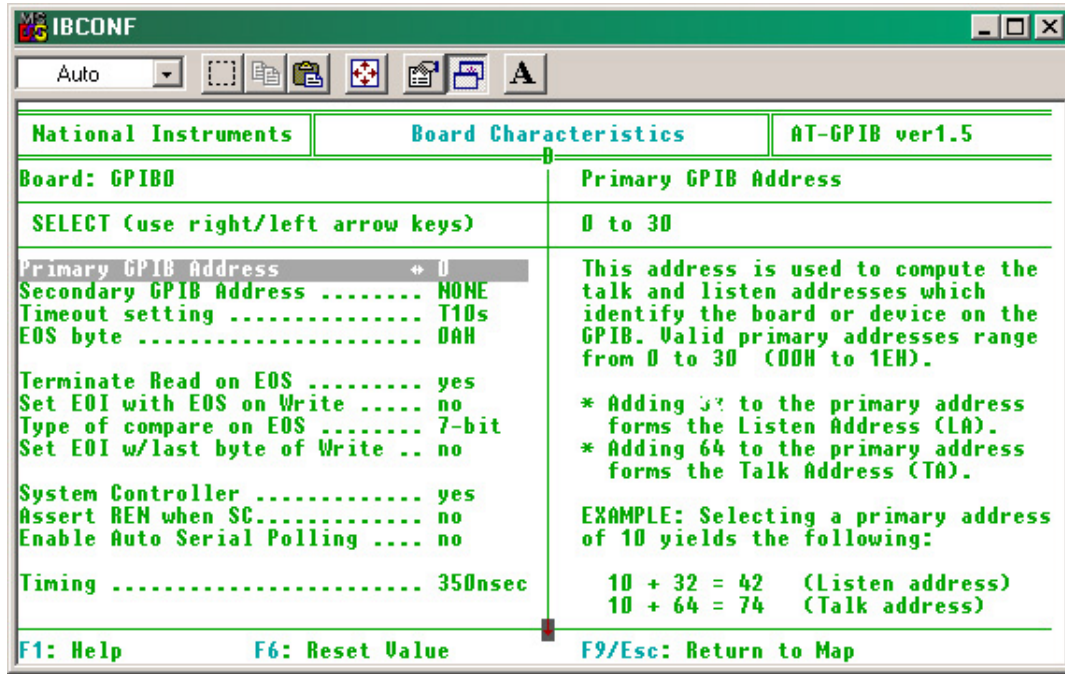 IBCONF
Auto
A
National Instruments
Board Characteristics
AT-GPIB ver1.5
Board: GPIB0
SELECT (use right/left arrow keys)
Primary GPIB Address ↔ 0
Secondary GPIB Address ........ NONE
Timeout setting ............... T10s
EOS byte ...................... 0AH
Terminate Read on EOS ......... yes
Set EOI with EOS on Write ..... no
Type of compare on EOS ........ 7-bit
Set EOI w/last byte of Write .. no
System Controller ............. yes
Assert REN when SC............. no
Enable Auto Serial Polling .... no
Timing ........................ 350nsec
Primary GPIB Address
0 to 30
This address is used to compute the
talk and listen addresses which
identify the board or device on the
GPIB. Valid primary addresses range
from 0 to 30 (00H to 1EH).
* Adding to the primary address
forms the Listen Address (LA).
* Adding 64 to the primary address
forms the Talk Address (TA).
EXAMPLE: Selecting a primary address
of 10 yields the following:
10 + 32 = 42 (Listen address)
10 + 64 = 74 (Talk address)
F1: Help
F6: Reset Value
F9/Esc: Return to Map